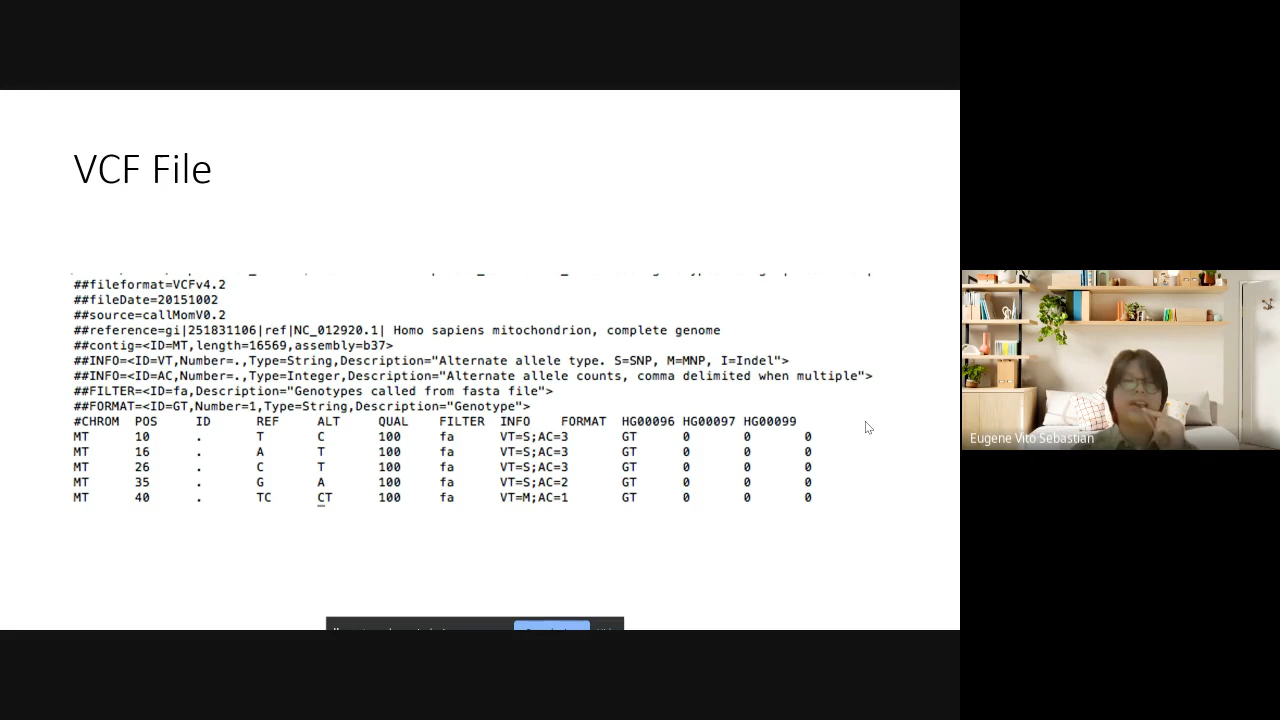 VCF File
##fileformat=VCFv4.2
##fileDate=20151002
##source=callMomV0.2
##reference=gi|251831106|ref|NC_012920.1| Homo sapiens mitochondrion, complete genome
##contig=<ID=MT,length=16569,assembly=b37>
##INFO=<ID=VT,Number=.,Type=String,Description="Alternate allele type. S=SNP, M=MNP, I=Indel">
##INFO=<ID=AC,Number=.,Type=Integer,Description="Alternate allele counts, comma delimited when multiple">
##FILTER=<ID=fa,Description="Genotypes called from fasta file">
##FORMAT=<ID=GT,Number=1,Type=String,Description="Genotype">
#CHROM POS ID REF ALT QUAL FILTER INFO FORMAT HG00096 HG00097 HG00099
MT 10 . T C 100 fa VT=S;AC=3 GT 0 0 0
MT 16 . A T 100 fa VT=S;AC=3 GT 0 0 0
MT 26 . C T 100 fa VT=S;AC=3 GT 0 0 0
MT 35 . G A 100 fa VT=S;AC=2 GT 0 0 0
MT 40 . TC CT 100 fa VT=M;AC=1 GT 0 0 0
Eugene Vito Sebastian